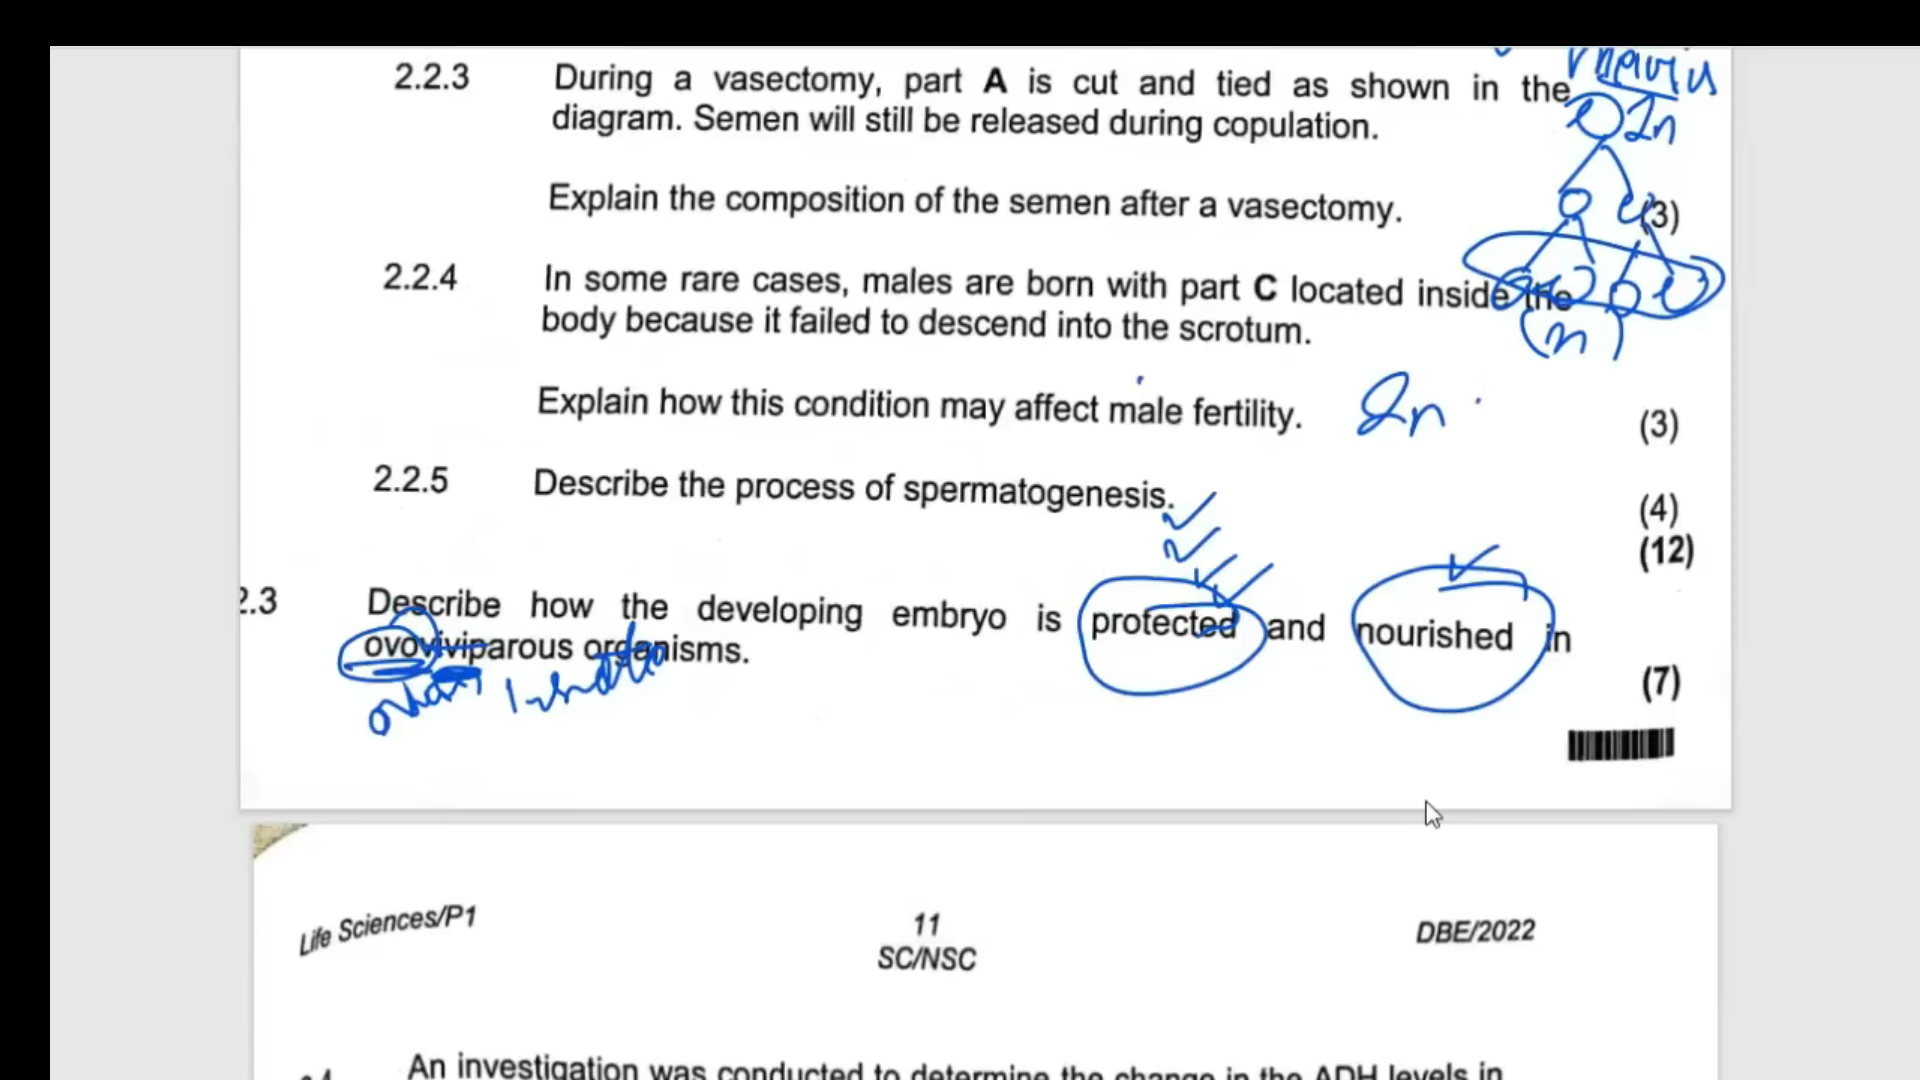 2.2.3 During a vasectomy, part A is cut and tied as shown in the
diagram. Semen will still be released during copulation.
2n
Explain the composition of the semen after a vasectomy. (3)
2.2.4 In some rare cases, males are born with part C located inside the
body because it failed to descend into the scrotum.
(n)
Explain how this condition may affect male fertility. 2n (3)
2.2.5 Describe the process of spermatogenesis. (4)
(12)
2.3 Describe how the developing embryo is protected and nourished in
ovoviviparous organisms. (7)
Life Sciences/P1 11 DBE/2022
SC/NSC
An investigation was conducted to determine the change in the ADH levels in